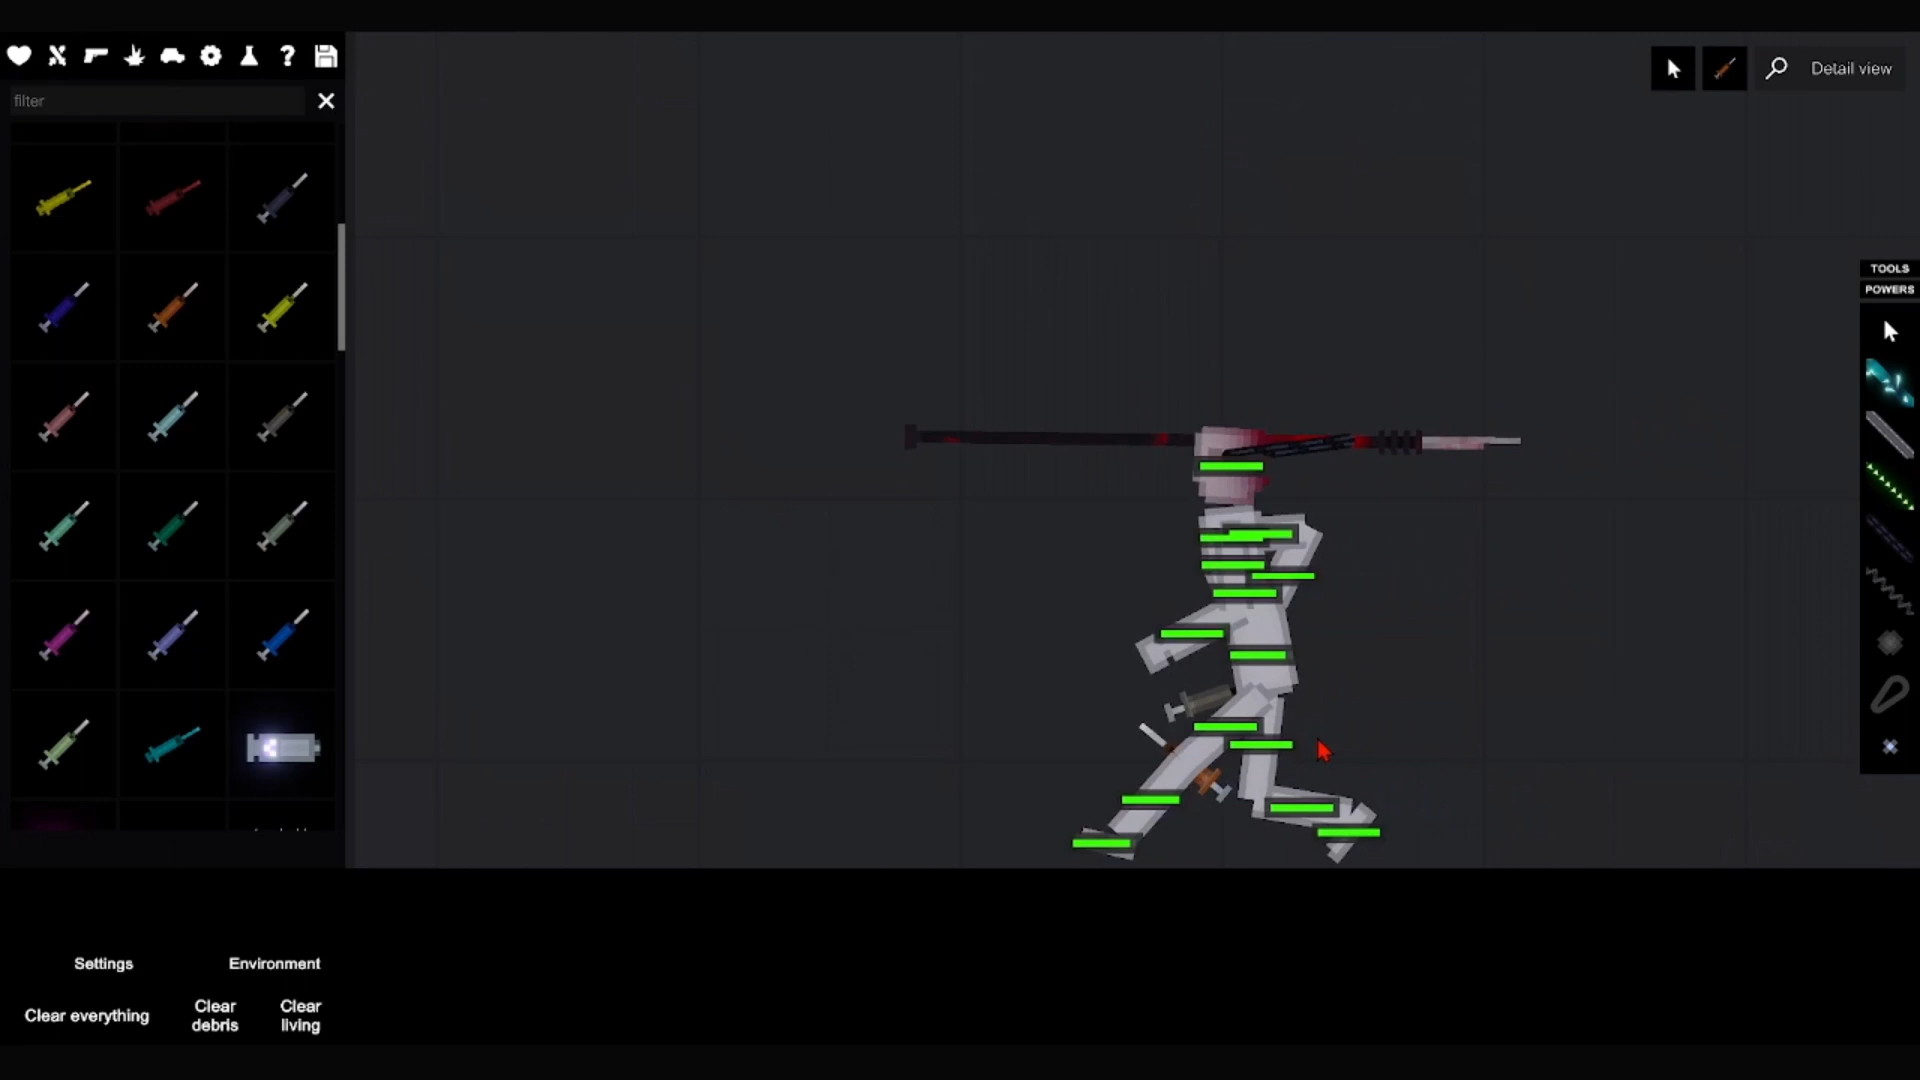 filter
Detail view
TOOLS
POWERS
Settings
Environment
Clear everything
Clear
debris
Clear
living